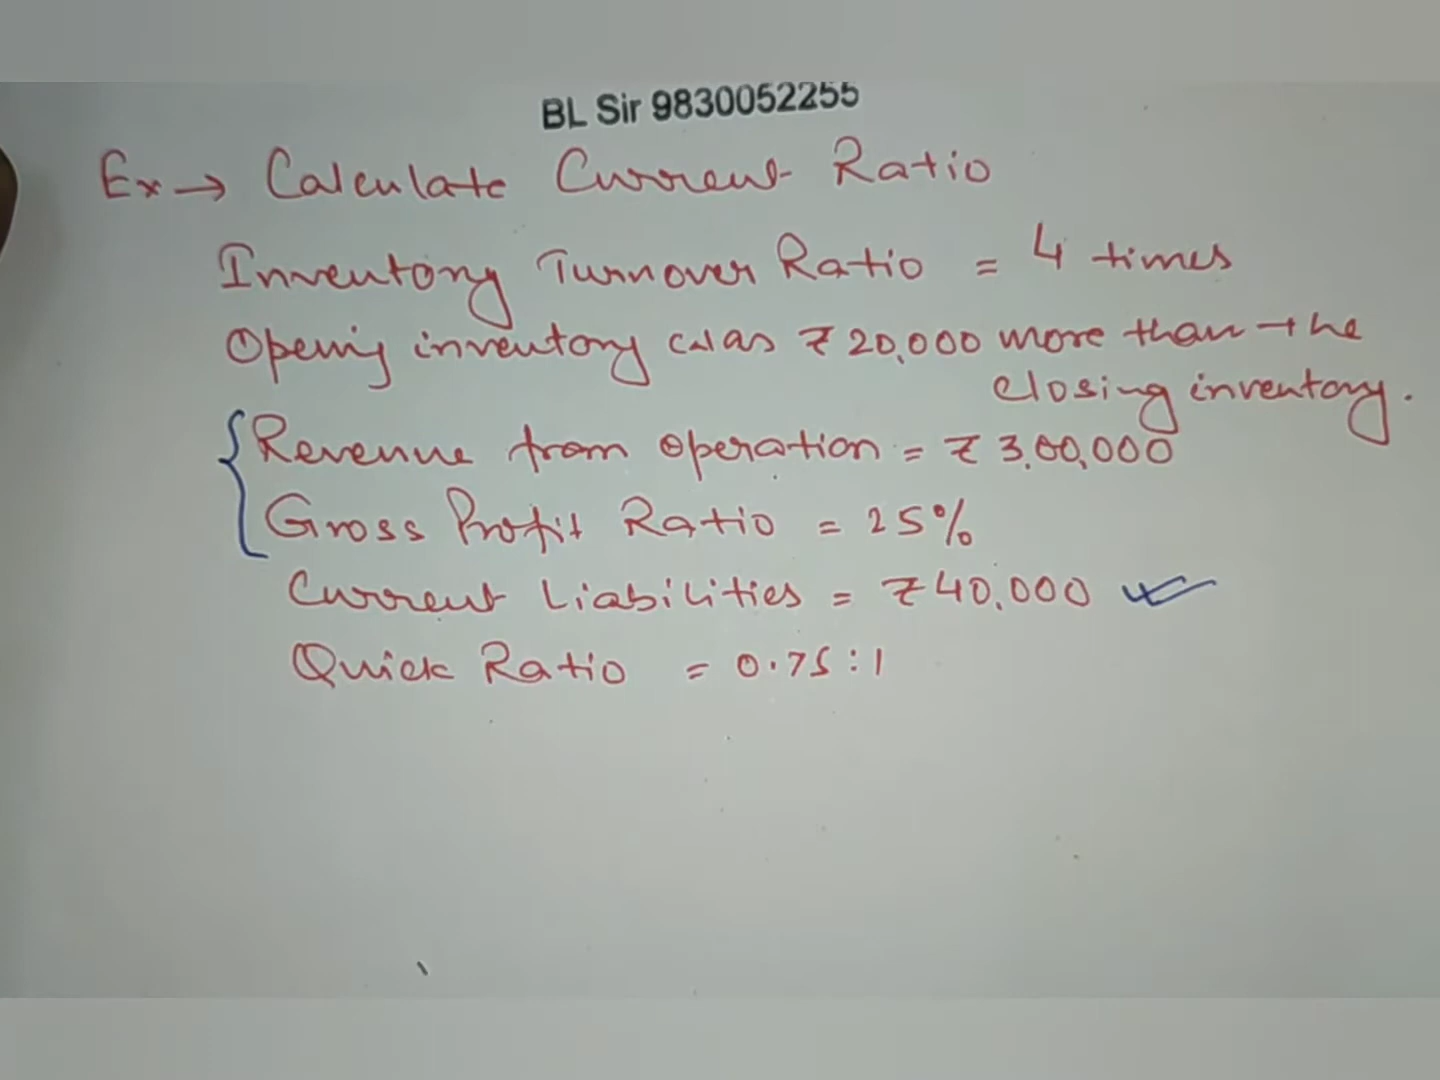 BL Sir 9830052255
Ex → Calculate Current Ratio
Inventory Turnover Ratio = 4 times
Opening inventory was ₹ 20,000 more than the
closing inventory.
Revenue from operation = ₹ 3,00,000
Gross Profit Ratio = 25%
Current Liabilities = ₹ 40,000
Quick Ratio = 0.75 : 1